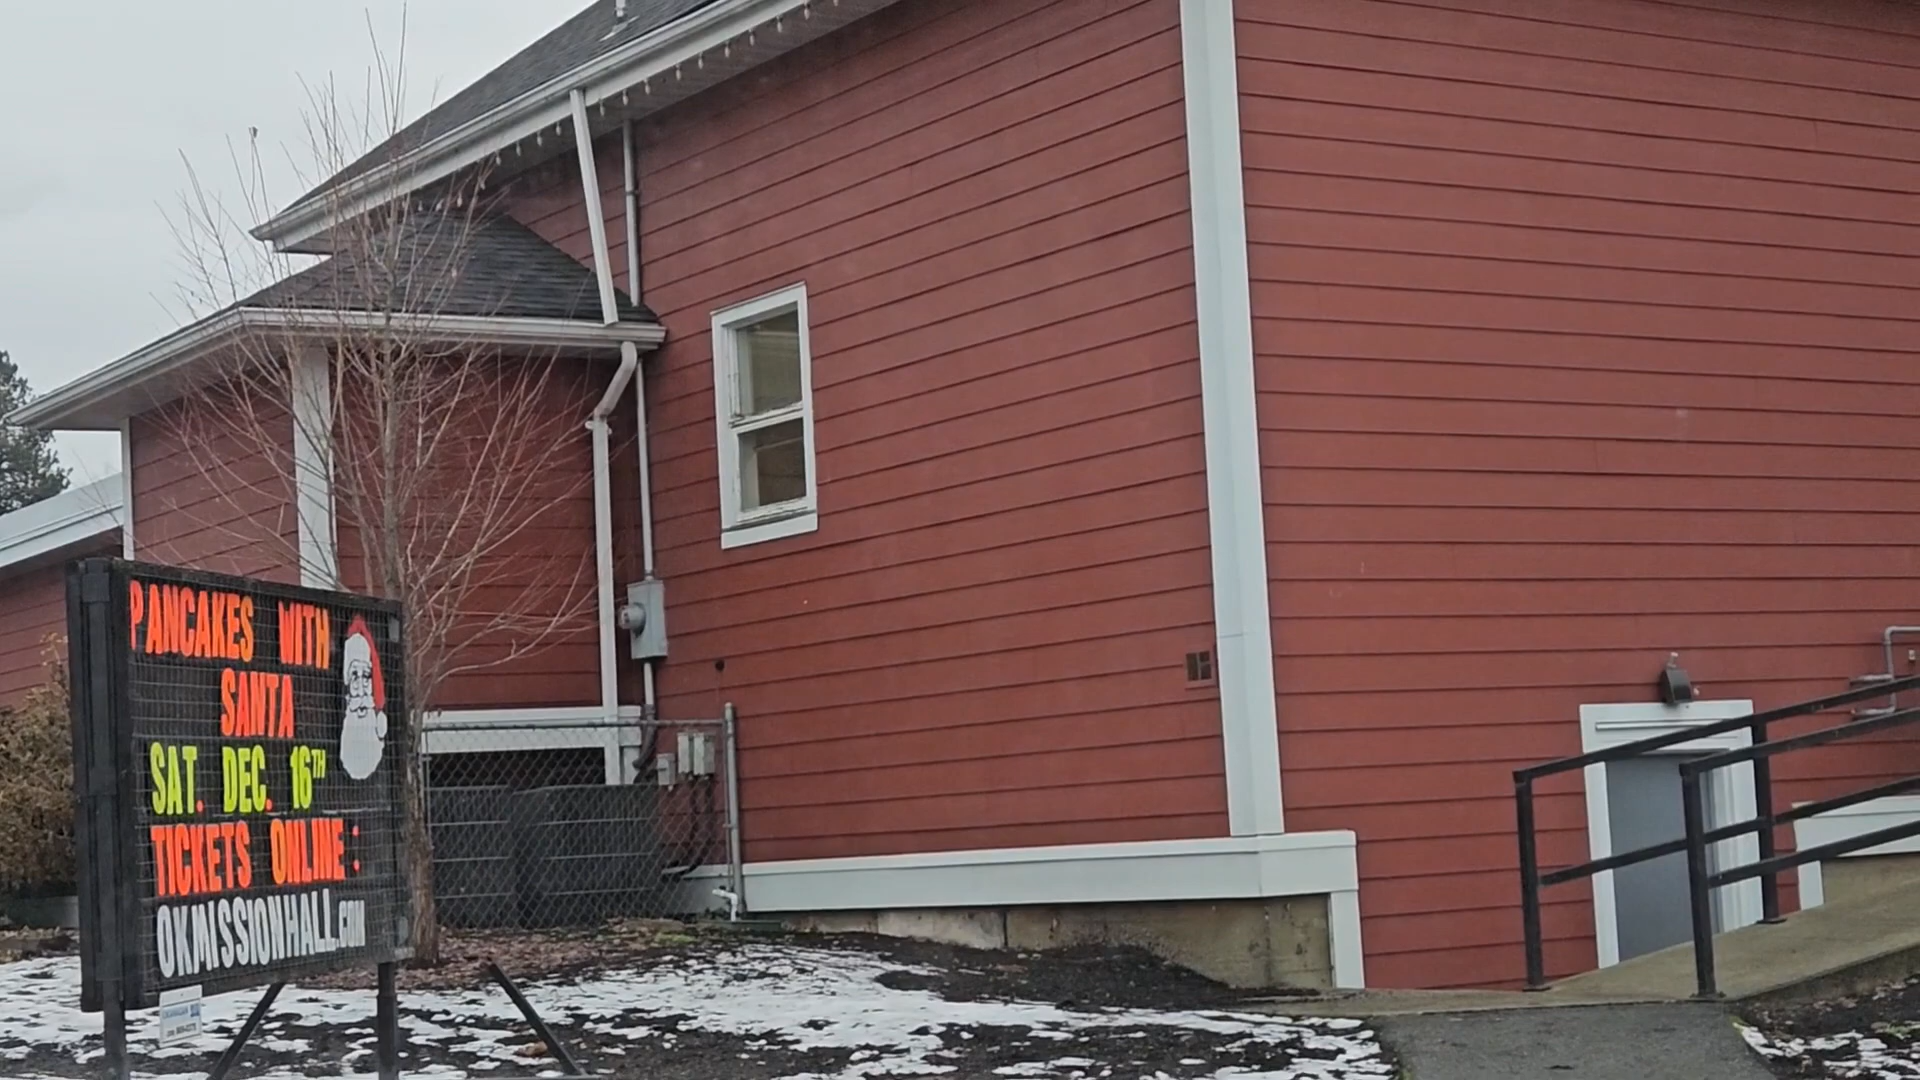 PANCAKES WITH
SANTA
SAT. DEC. 16TH
TICKETS ONLINE:
OKMISSIONHALL.com